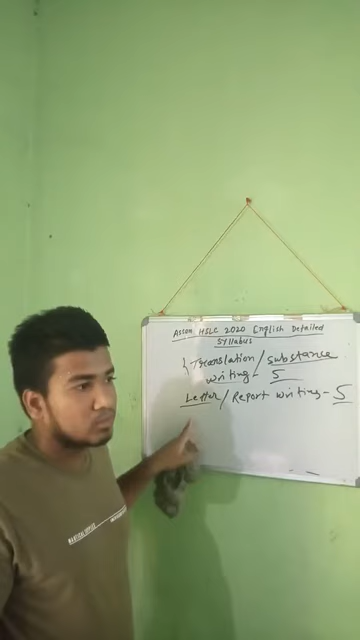 Assam HSLC 2020 English Detailed
Syllabus
Translation / Substance
writing - 5
Letter / Report writing - 5